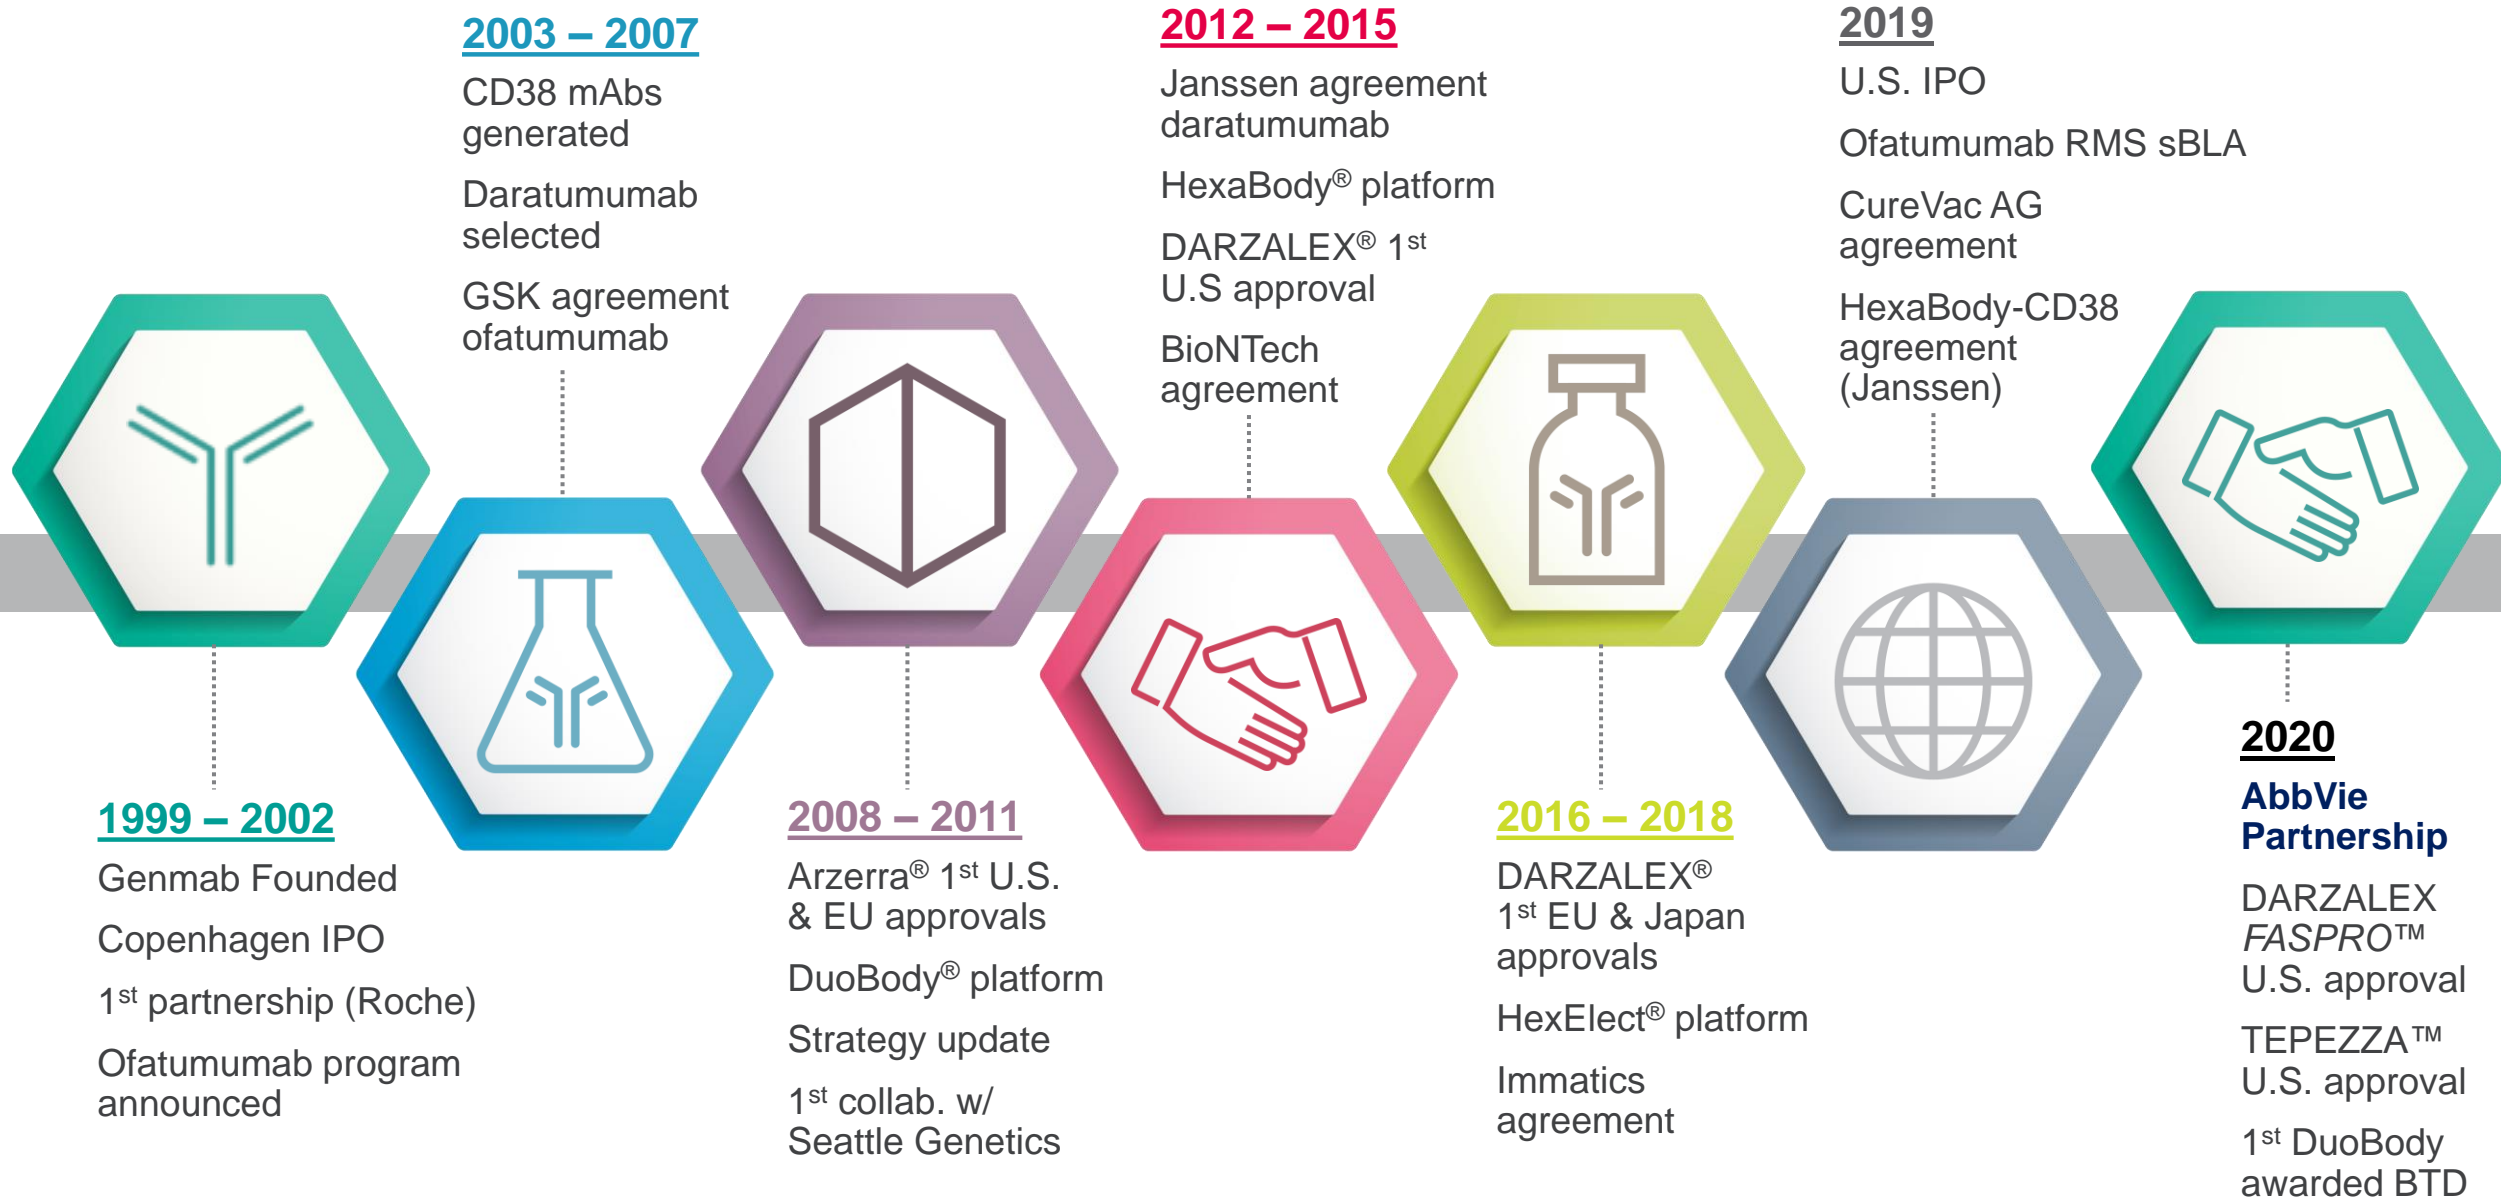 1999 – 2002
Genmab Founded
Copenhagen IPO
1st partnership (Roche)
Ofatumumab program
announced
2003 – 2007
CD38 mAbs
generated
Daratumumab
selected
GSK agreement
ofatumumab
2008 – 2011
Arzerra® 1st U.S.
& EU approvals
DuoBody® platform
Strategy update
1st collab. w/
Seattle Genetics
2012 – 2015
Janssen agreement
daratumumab
HexaBody® platform
DARZALEX® 1st
U.S approval
BioNTech
agreement
2016 – 2018
DARZALEX®
1st EU & Japan
approvals
HexElect® platform
Immatics
agreement
2019
U.S. IPO
Ofatumumab RMS sBLA
CureVac AG
agreement
HexaBody-CD38
agreement
(Janssen)
2020
AbbVie
Partnership
DARZALEX
FASPRO™
U.S. approval
TEPEZZA™
U.S. approval
1st DuoBody
awarded BTD